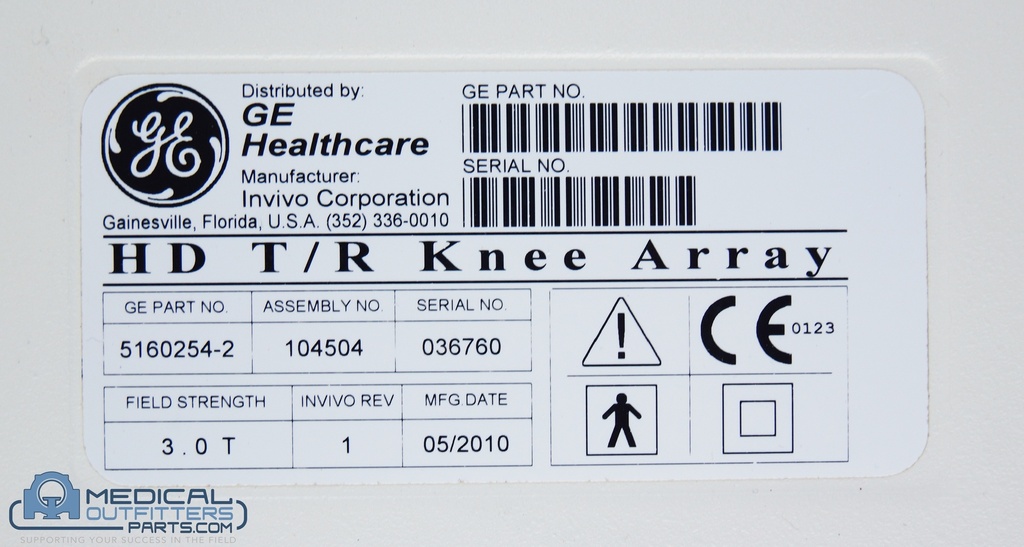 GE
Distributed by:
GE
Healthcare
Manufacturer:
Invivo Corporation
Gainesville, Florida, U.S.A. (352) 336-0010
GE PART NO.
SERIAL NO.
HD T/R Knee Array
GE PART NO. ASSEMBLY NO. SERIAL NO.
5160254-2 104504 036760
FIELD STRENGTH INVIVO REV MFG.DATE
3.0 T 1 05/2010
!
CE 0123
MEDICAL
OUTFITTERS
PARTS.COM
SUPPORTING YOUR SUCCESS IN THE FIELD